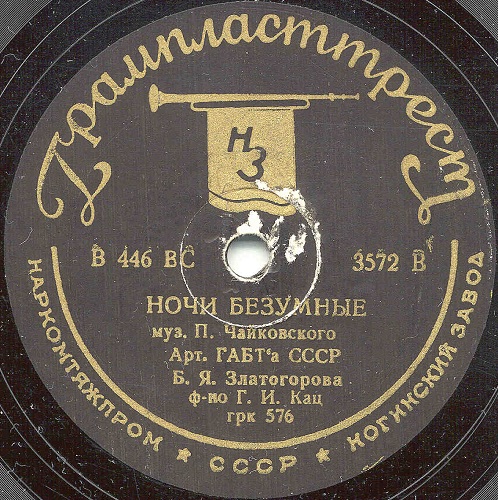 Грампласттрест
НЗ
В 446 ВС 3572 В
НОЧИ БЕЗУМНЫЕ
муз. П. Чайковского
Арт. ГАБТ'а СССР
Б. Я. Златогорова
ф-по Г. И. Кац
грк 576
НАРКОМТЯЖПРОМ ★ СССР ★ НОГИНСКИЙ ЗАВОД